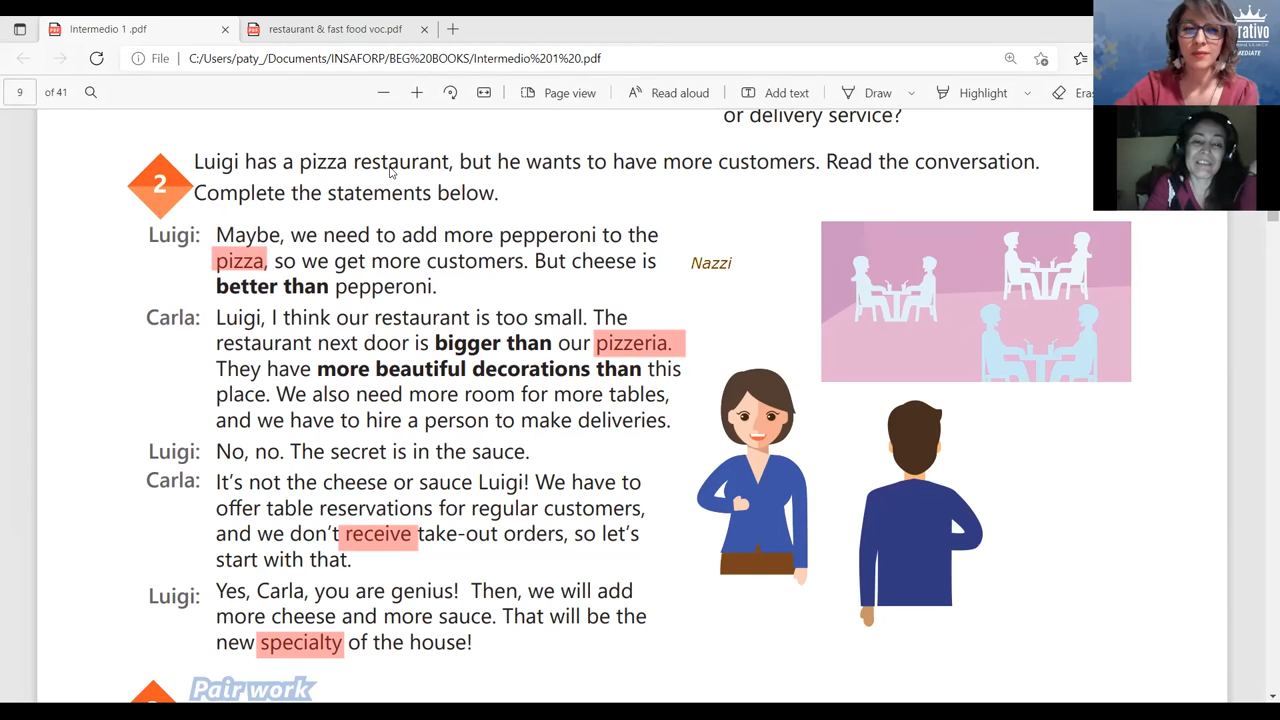 Intermedio 1 .pdf
restaurant & fast food voc.pdf
File
C:/Users/paty_/Documents/INSAFORP/BEG%20BOOKS/Intermedio%201%20.pdf
9 of 41
Page view
Read aloud
Add text
Draw
Highlight
Eras
rativo
MEDIATE
or delivery service?
2
Luigi has a pizza restaurant, but he wants to have more customers. Read the conversation.
Complete the statements below.
Luigi: Maybe, we need to add more pepperoni to the
pizza, so we get more customers. But cheese is
better than pepperoni.
Nazzi
Carla: Luigi, I think our restaurant is too small. The
restaurant next door is bigger than our pizzeria.
They have more beautiful decorations than this
place. We also need more room for more tables,
and we have to hire a person to make deliveries.
Luigi: No, no. The secret is in the sauce.
Carla: It's not the cheese or sauce Luigi! We have to
offer table reservations for regular customers,
and we don't receive take-out orders, so let's
start with that.
Luigi: Yes, Carla, you are genius! Then, we will add
more cheese and more sauce. That will be the
new specialty of the house!
Pair work